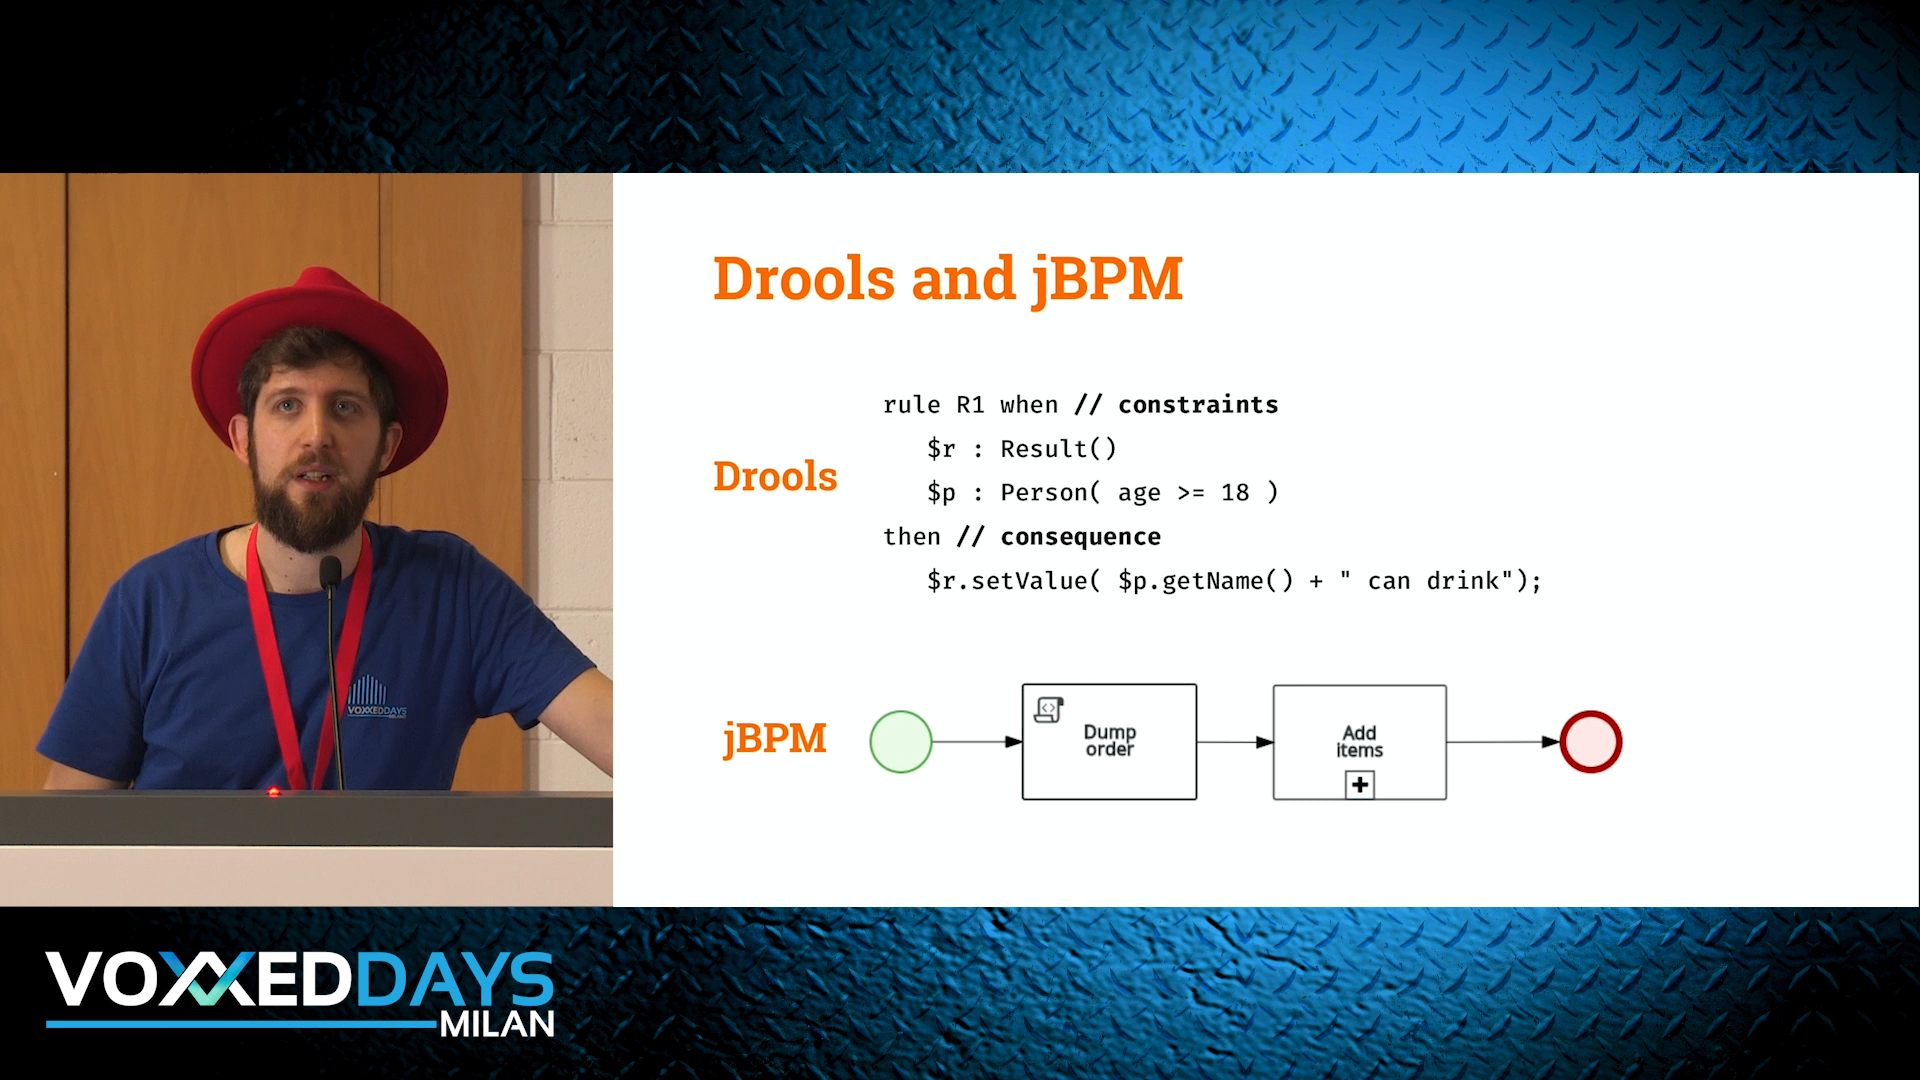 Drools and jBPM
Drools
rule R1 when // constraints
$r : Result()
$p : Person( age >= 18 )
then // consequence
$r.setValue( $p.getName() + " can drink");
jBPM
Dump
order
Add
items
VOXXEDDAYS
VOXXEDDAYS
MILAN